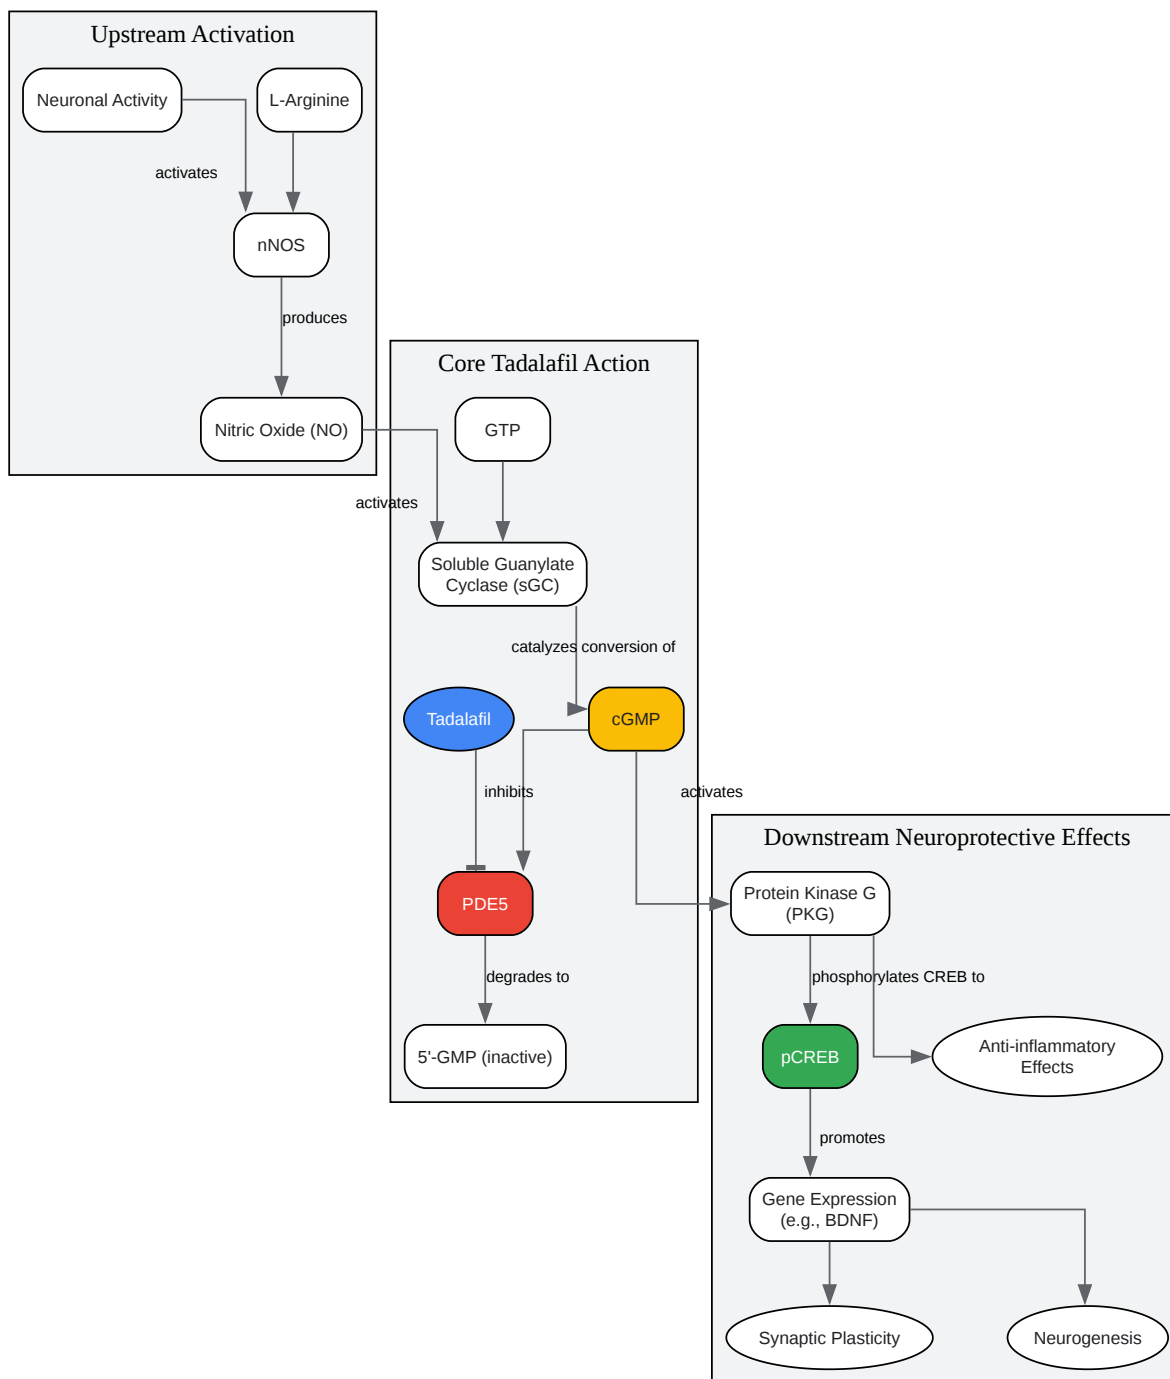 Upstream Activation
Neuronal Activity
L-Arginine
activates
nNOS
produces
Nitric Oxide (NO)
Core Tadalafil Action
GTP
activates
Soluble Guanylate
Cyclase (sGC)
catalyzes conversion of
Tadalafil
cGMP
inhibits
activates
PDE5
degrades to
5'-GMP (inactive)
Downstream Neuroprotective Effects
Protein Kinase G
(PKG)
phosphorylates CREB to
pCREB
Anti-inflammatory
Effects
promotes
Gene Expression
(e.g., BDNF)
Synaptic Plasticity
Neurogenesis